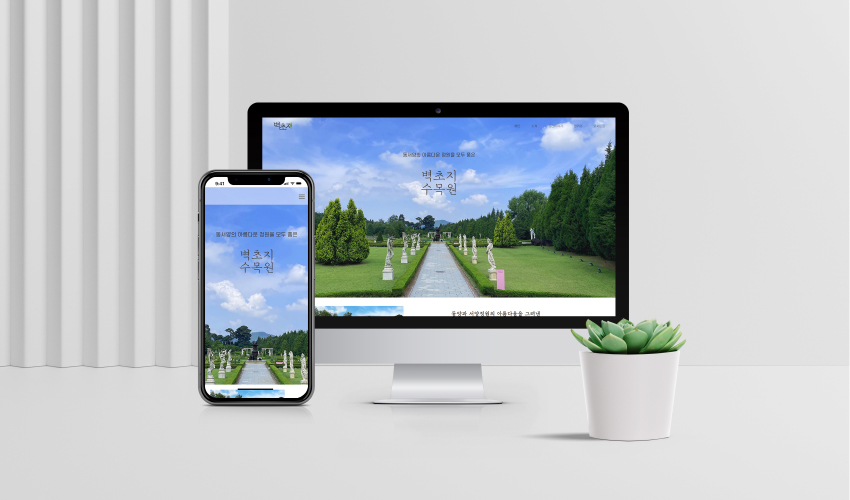 벽초지
동서양의 아름다운 정원을 모두 품은
벽초지
수목원
동양과 서양정원의 아름다움을 그려낸
9:41
동서양의 아름다운 정원을 모두 품은
벽초지
수목원